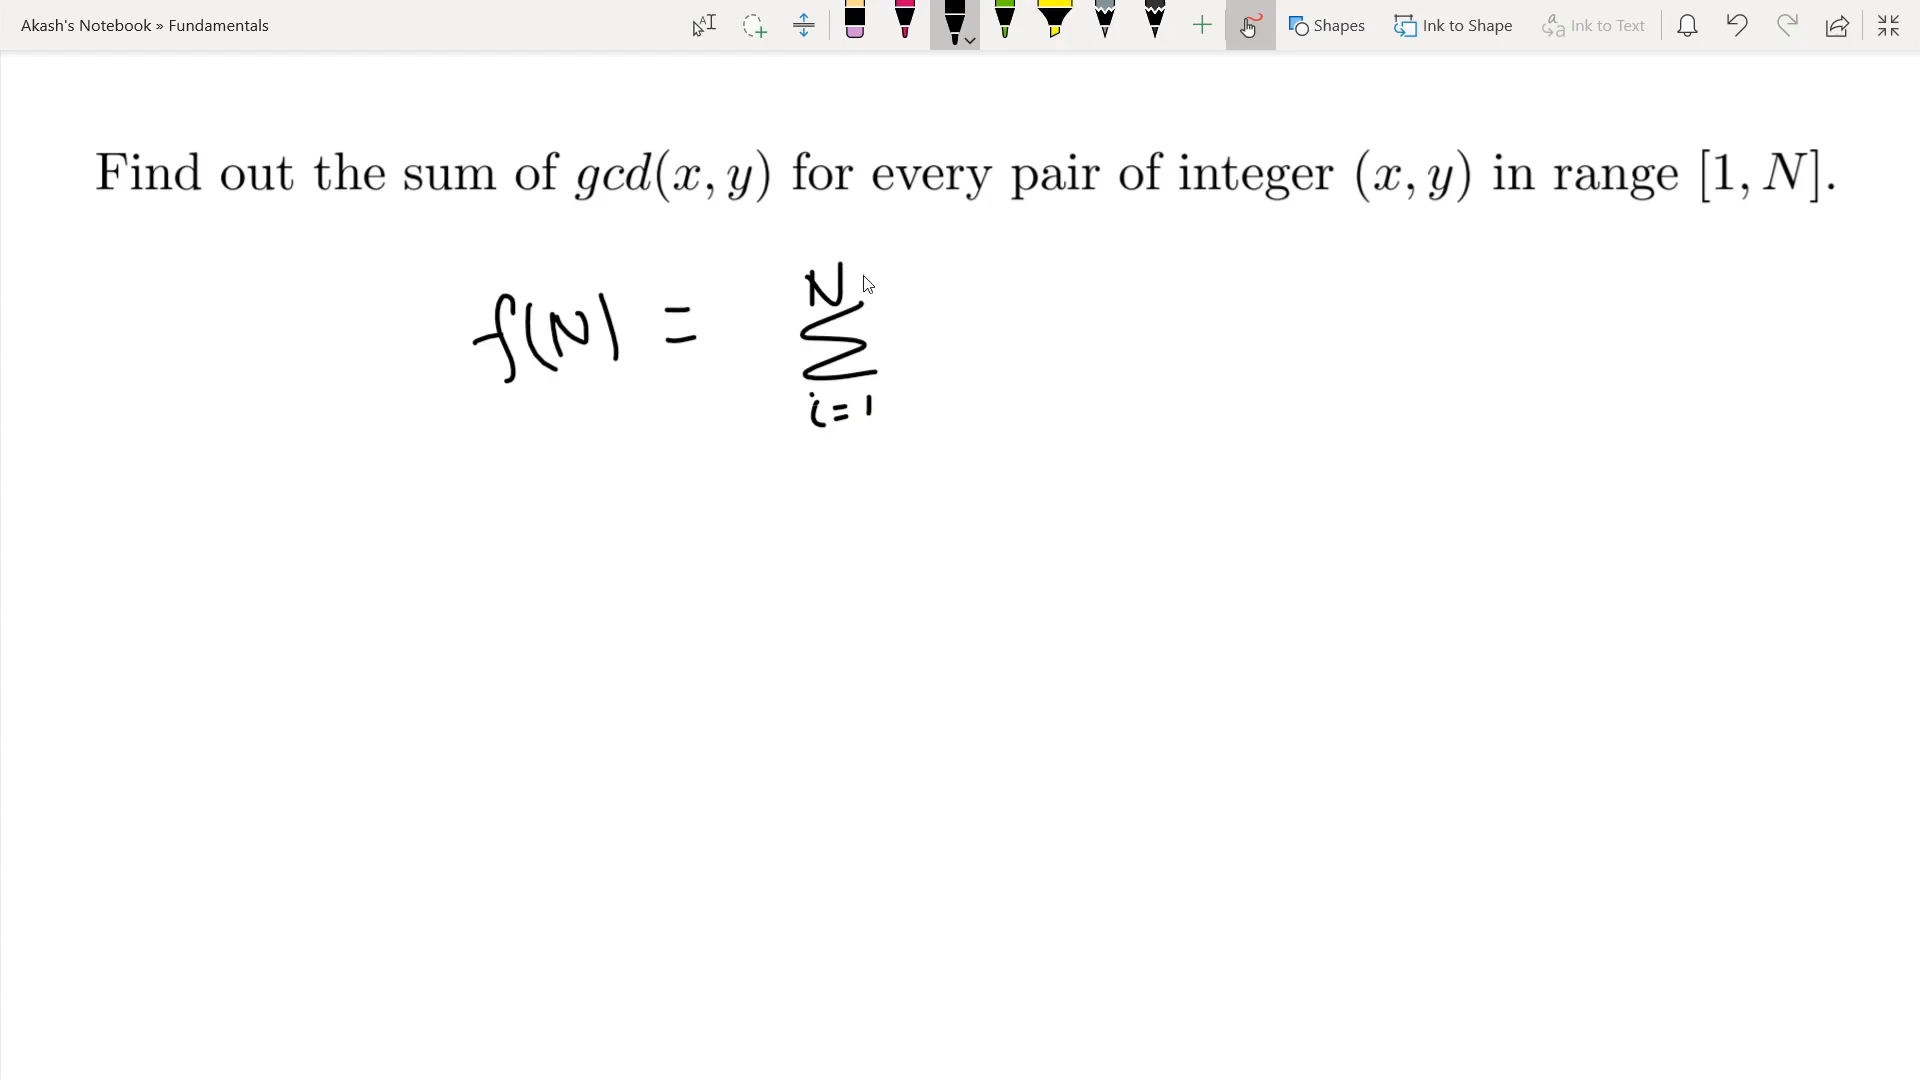 Akash's Notebook » Fundamentals
Shapes
Ink to Shape
Ink to Text
Find out the sum of gcd(x, y) for every pair of integer (x, y) in range [1, N].
N
f(N) = Σ
i=1